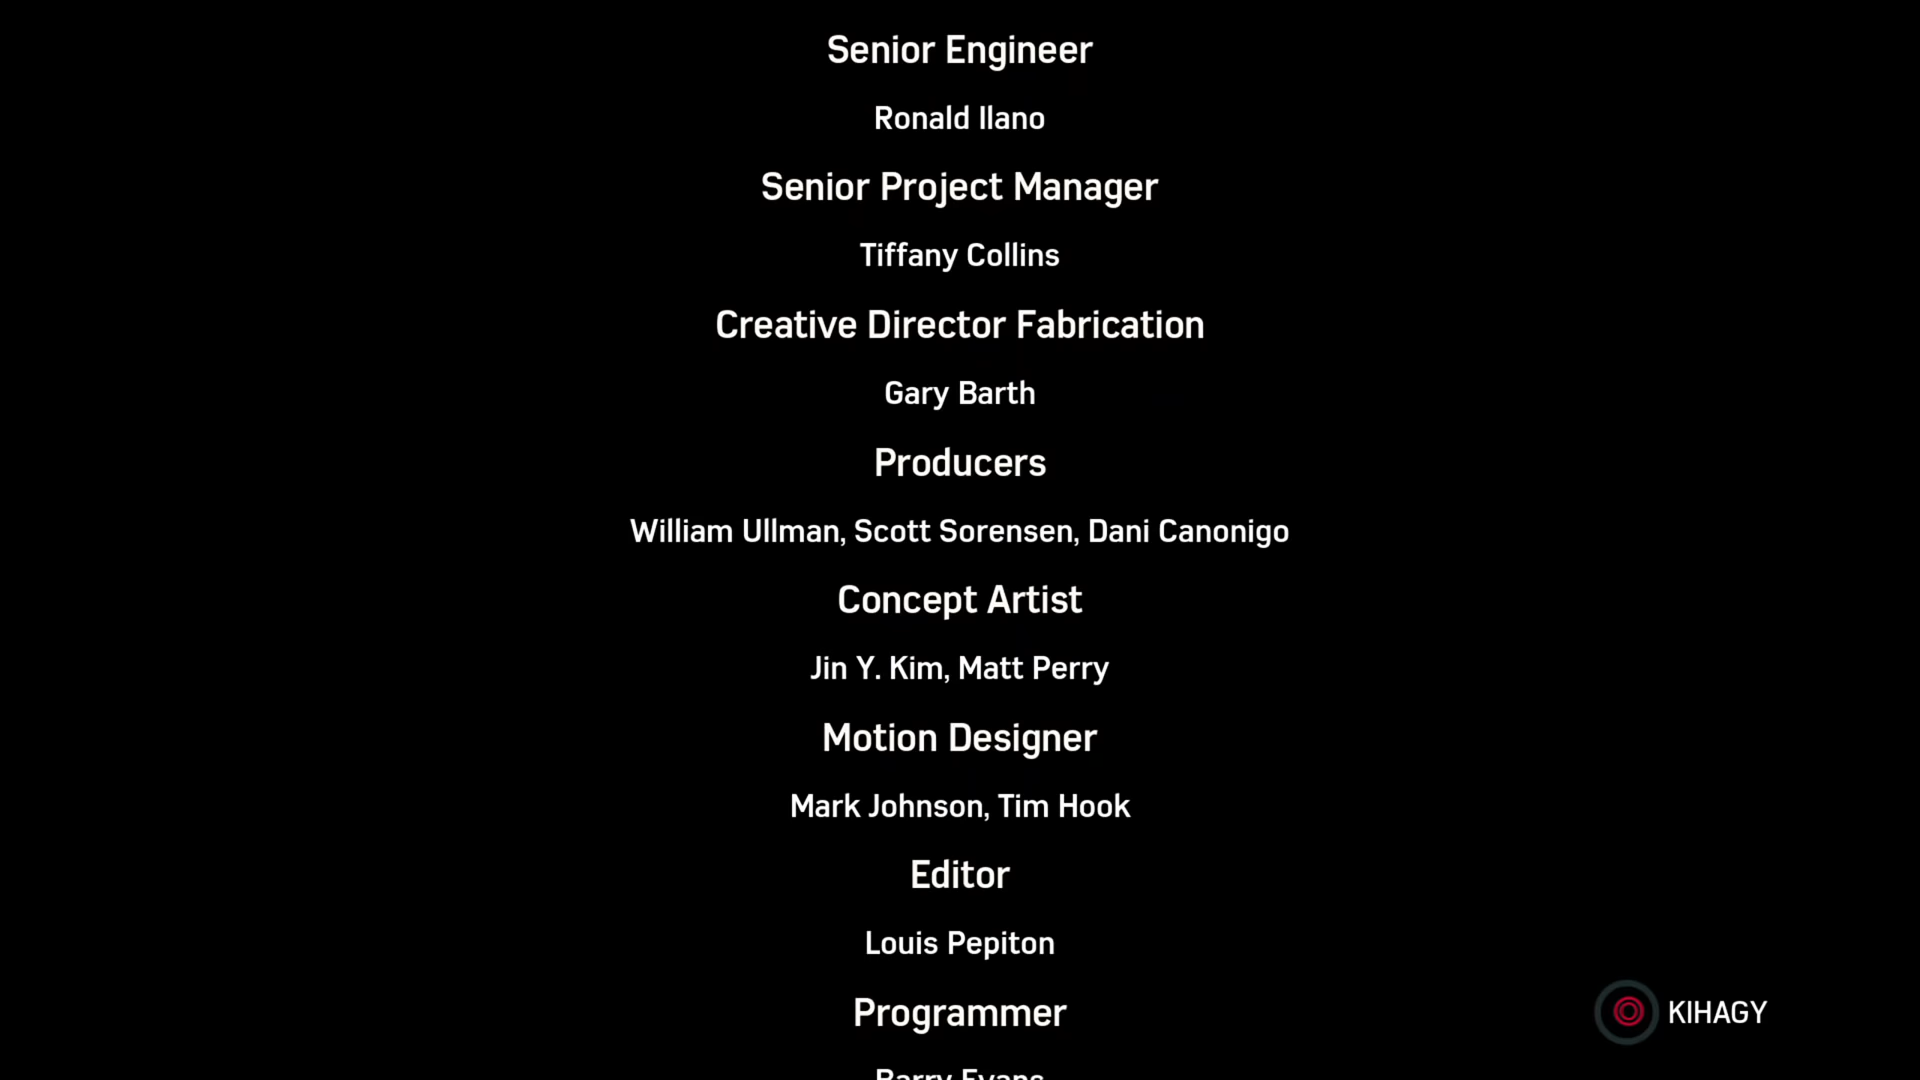 Senior Engineer
Ronald Ilano
Senior Project Manager
Tiffany Collins
Creative Director Fabrication
Gary Barth
Producers
William Ullman, Scott Sorensen, Dani Canonigo
Concept Artist
Jin Y. Kim, Matt Perry
Motion Designer
Mark Johnson, Tim Hook
Editor
Louis Pepiton
Programmer
KIHAGY
Barry Evans